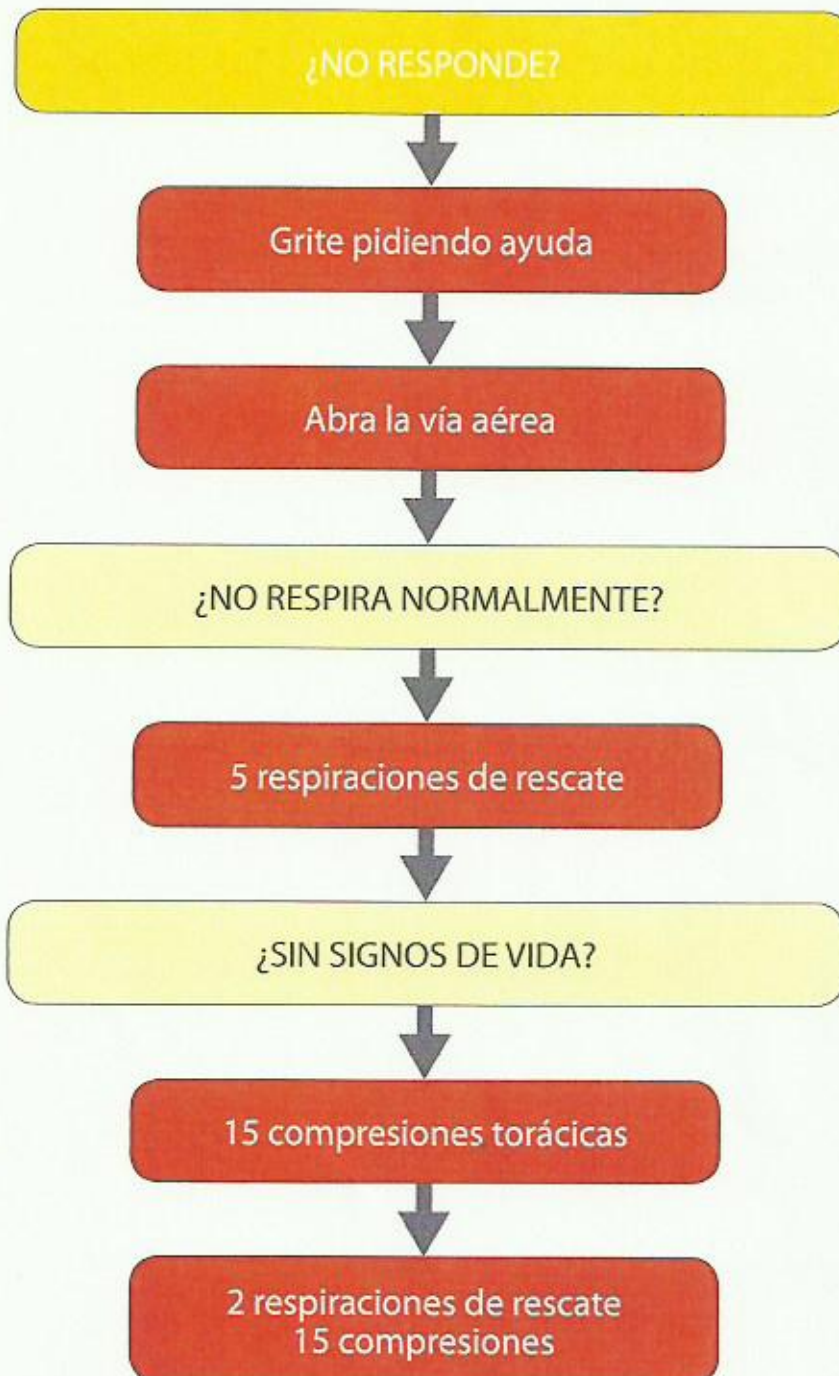 ¿NO RESPONDE?
Grite pidiendo ayuda
Abra la vía aérea
¿NO RESPIRA NORMALMENTE?
5 respiraciones de rescate
¿SIN SIGNOS DE VIDA?
15 compresiones torácicas
2 respiraciones de rescate
15 compresiones